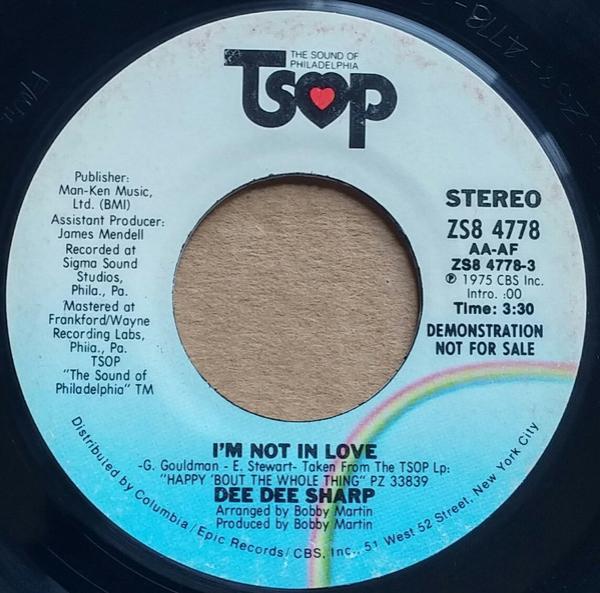 THE SOUND OF
PHILADELPHIA
TSOP
Publisher:
Man-Ken Music,
Ltd. (BMI)
Assistant Producer:
James Mendell
Recorded at
Sigma Sound
Studios,
Phila., Pa.
Mastered at
Frankford/Wayne
Recording Labs,
Phila., Pa.
TSOP
"The Sound of
Philadelphia" TM
STEREO
ZS8 4778
AA-AF
ZS8 4778-3
℗ 1975 CBS Inc.
Intro. :00
Time: 3:30
DEMONSTRATION
NOT FOR SALE
I'M NOT IN LOVE
-G. Gouldman - E. Stewart- Taken From The TSOP Lp:
"HAPPY 'BOUT THE WHOLE THING" PZ 33839
DEE DEE SHARP
Arranged by Bobby Martin
Produced by Bobby Martin
Distributed by Columbia/Epic Records/CBS, Inc., 51 West 52 Street, New York City